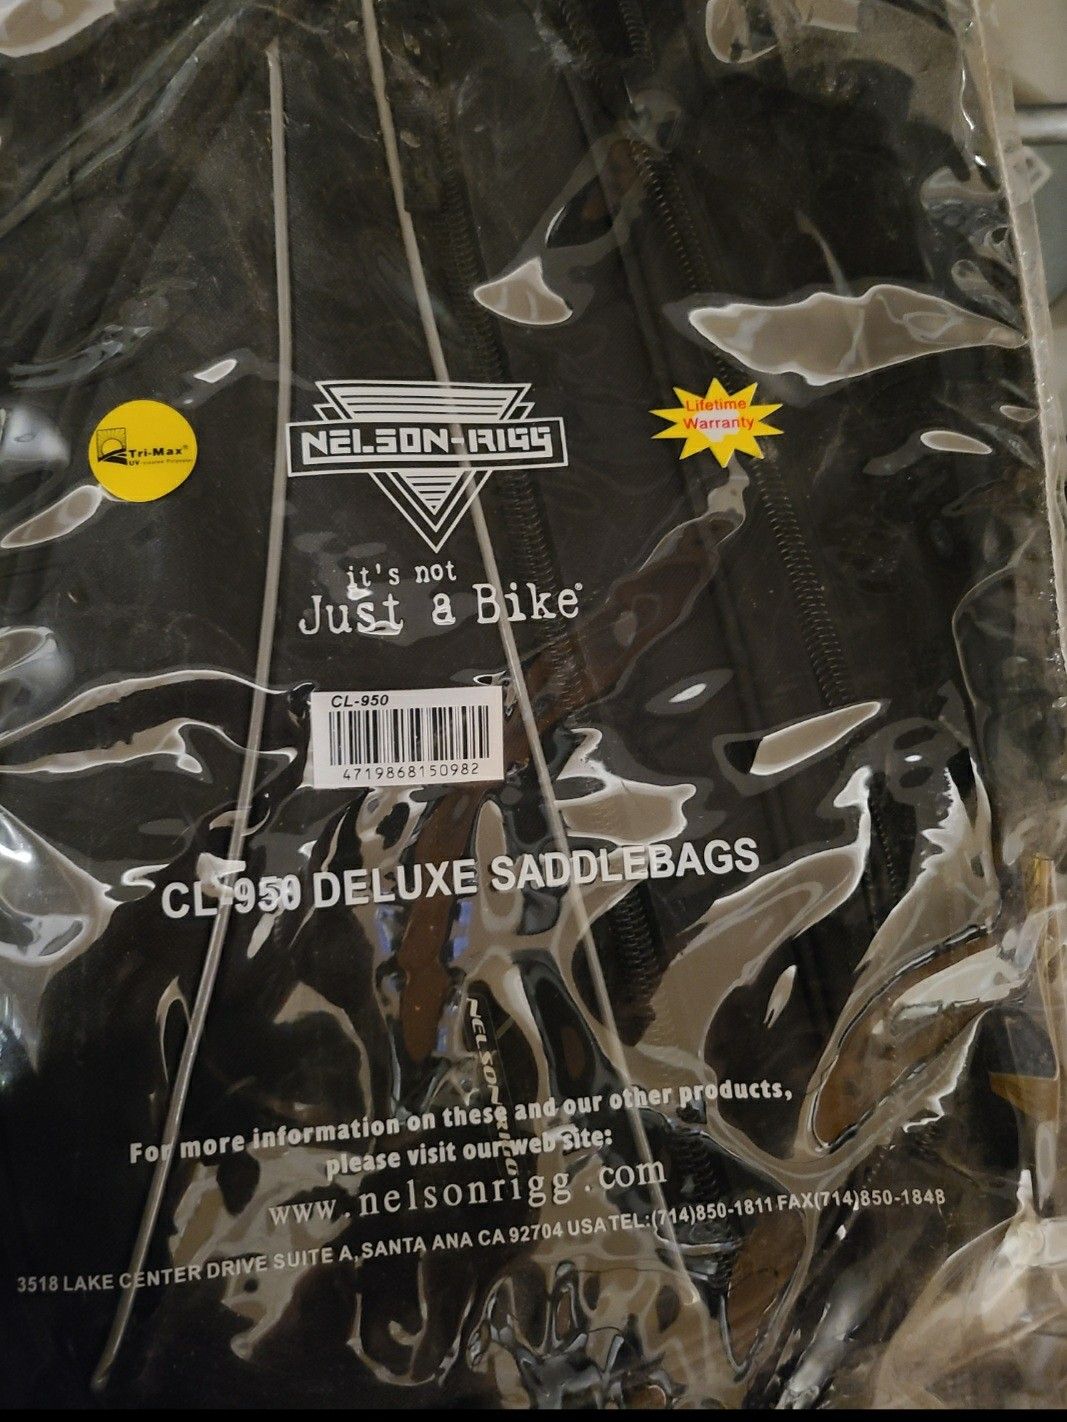 NELSON-RIGG
Tri-Max®
Lifetime
Warranty
it's not
Just a Bike
CL-950
4719868150982
CL-950 DELUXE SADDLEBAGS
NELSON-RIGG
For more information on these and our other products,
please visit our web site:
www.nelsonrigg.com
3518 LAKE CENTER DRIVE SUITE A, SANTA ANA CA 92704 USA TEL:(714)850-1811 FAX(714)850-1848